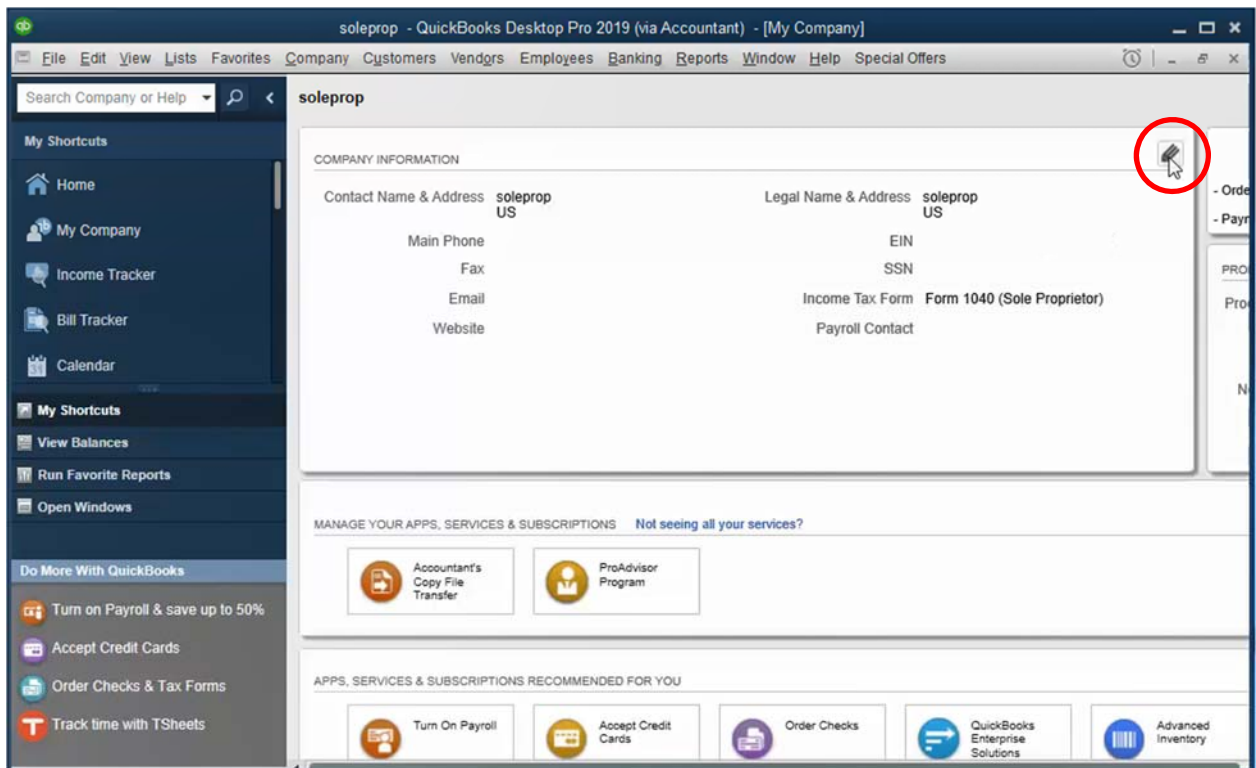 soleprop - QuickBooks Desktop Pro 2019 (via Accountant) - [My Company]
File Edit View Lists Favorites Company Customers Vendors Employees Banking Reports Window Help Special Offers
Search Company or Help
soleprop
My Shortcuts
Home
My Company
Income Tracker
Bill Tracker
Calendar
My Shortcuts
View Balances
Run Favorite Reports
Open Windows
Do More With QuickBooks
Turn on Payroll & save up to 50%
Accept Credit Cards
Order Checks & Tax Forms
Track time with TSheets
COMPANY INFORMATION
Contact Name & Address soleprop
US
Main Phone
Fax
Email
Website
Legal Name & Address soleprop
US
EIN
SSN
Income Tax Form Form 1040 (Sole Proprietor)
Payroll Contact
- Orde
- Payr
PRO
Pro
N
MANAGE YOUR APPS, SERVICES & SUBSCRIPTIONS Not seeing all your services?
Accountant's
Copy File
Transfer
ProAdvisor
Program
APPS, SERVICES & SUBSCRIPTIONS RECOMMENDED FOR YOU
Turn On Payroll
Accept Credit
Cards
Order Checks
QuickBooks
Enterprise
Solutions
Advanced
Inventory